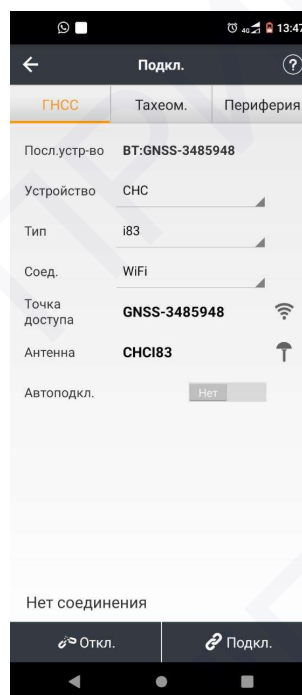 4G 13:47
Подкл. ?
ГНСС Тахеом. Периферия
Посл.устр-во BT:GNSS-3485948
Устройство CHC
Тип i83
Соед. WiFi
Точка
доступа GNSS-3485948
Антенна CHCI83
Автоподкл. Нет
Нет соединения
Откл. Подкл.